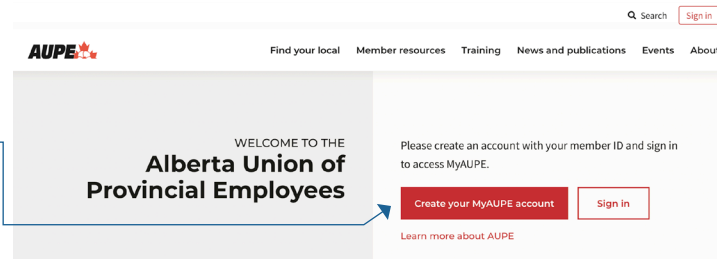 Search Sign in
AUPE
Find your local Member resources Training News and publications Events About
WELCOME TO THE
Alberta Union of
Provincial Employees
Please create an account with your member ID and sign in
to access MyAUPE.
Create your MyAUPE account Sign in
Learn more about AUPE